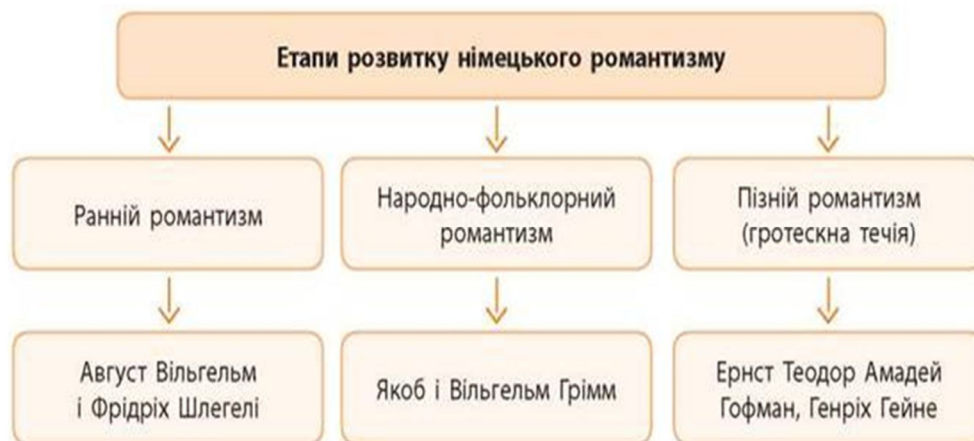 Етапи розвитку німецького романтизму
Ранній романтизм
Народно-фольклорний
романтизм
Пізній романтизм
(гротескна течія)
Август Вільгельм
і Фрідріх Шлегелі
Якоб і Вільгельм Грімм
Ернст Теодор Амадей
Гофман, Генріх Гейне